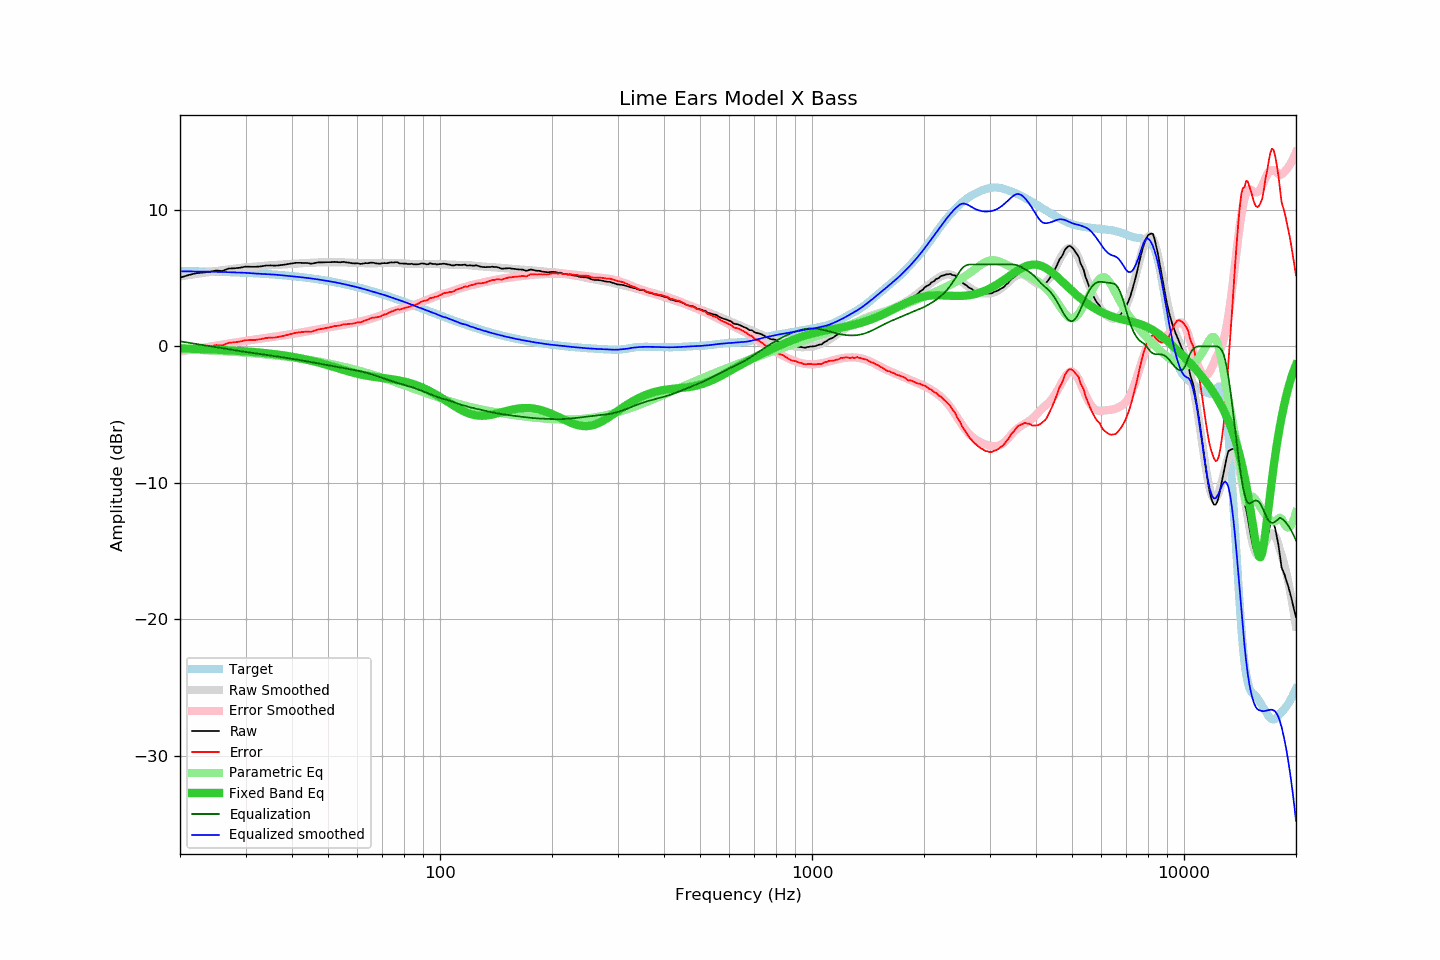 Lime Ears Model X Bass
Amplitude (dBr)
10
0
−10
−20
−30
Target
Raw Smoothed
Error Smoothed
Raw
Error
Parametric Eq
Fixed Band Eq
Equalization
Equalized smoothed
100
1000
10000
Frequency (Hz)